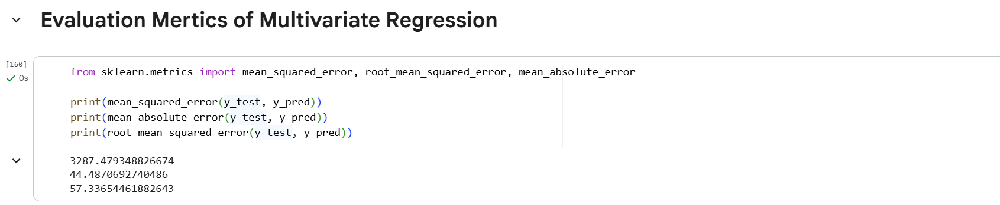 Evaluation Mertics of Multivariate Regression
[160]
0s
from sklearn.metrics import mean_squared_error, root_mean_squared_error, mean_absolute_error
print(mean_squared_error(y_test, y_pred))
print(mean_absolute_error(y_test, y_pred))
print(root_mean_squared_error(y_test, y_pred))
3287.479348826674
44.4870692740486
57.33654461882643